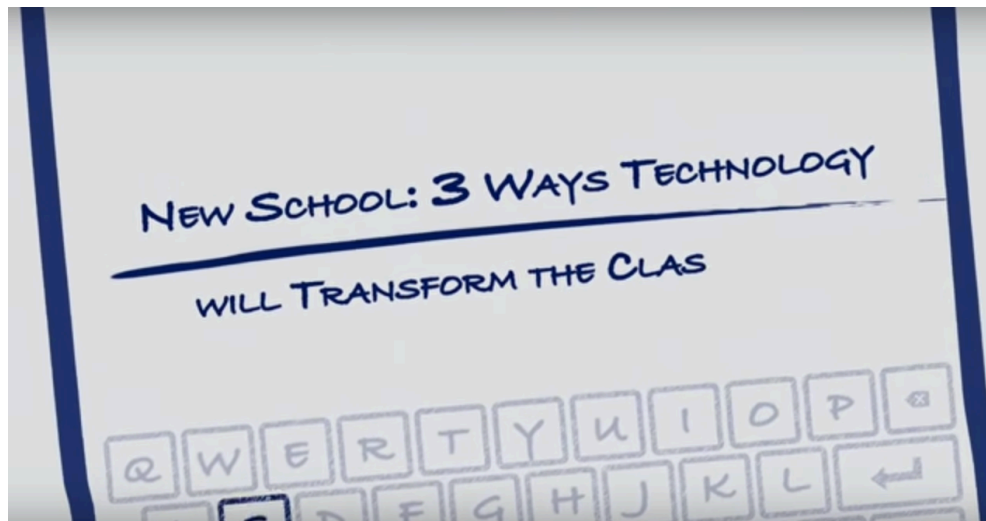 New School: 3 Ways Technology
will Transform the Clas
Q W E R T Y U I O P
D F G H J K L